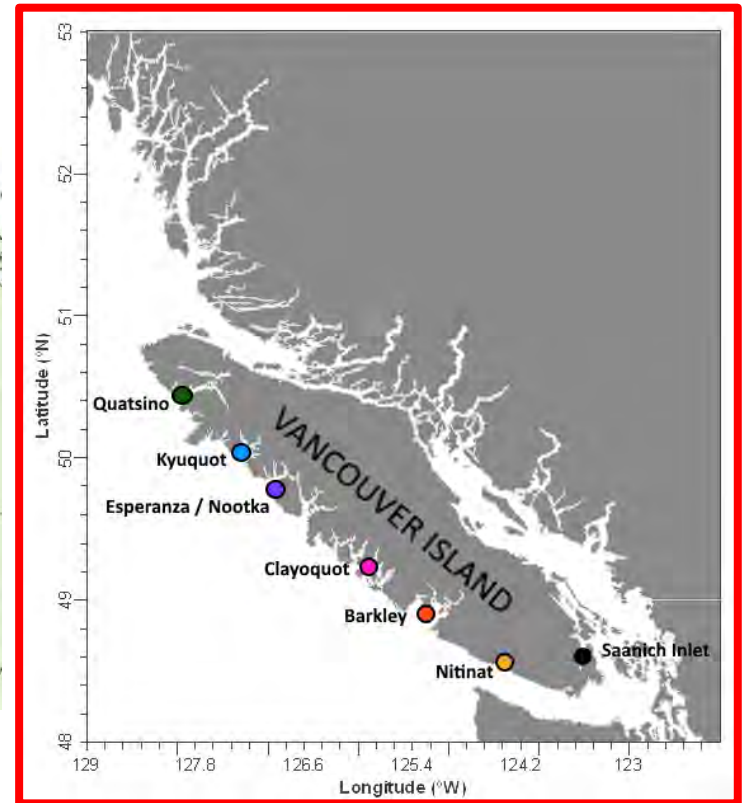 53
52
51
50
49
48
Latitude (°N)
Quatsino
Kyuquot
Esperanza / Nootka
Clayoquot
Barkley
Nitinat
Saanich Inlet
VANCOUVER ISLAND
129
127.8
126.6
125.4
124.2
123
Longitude (°W)